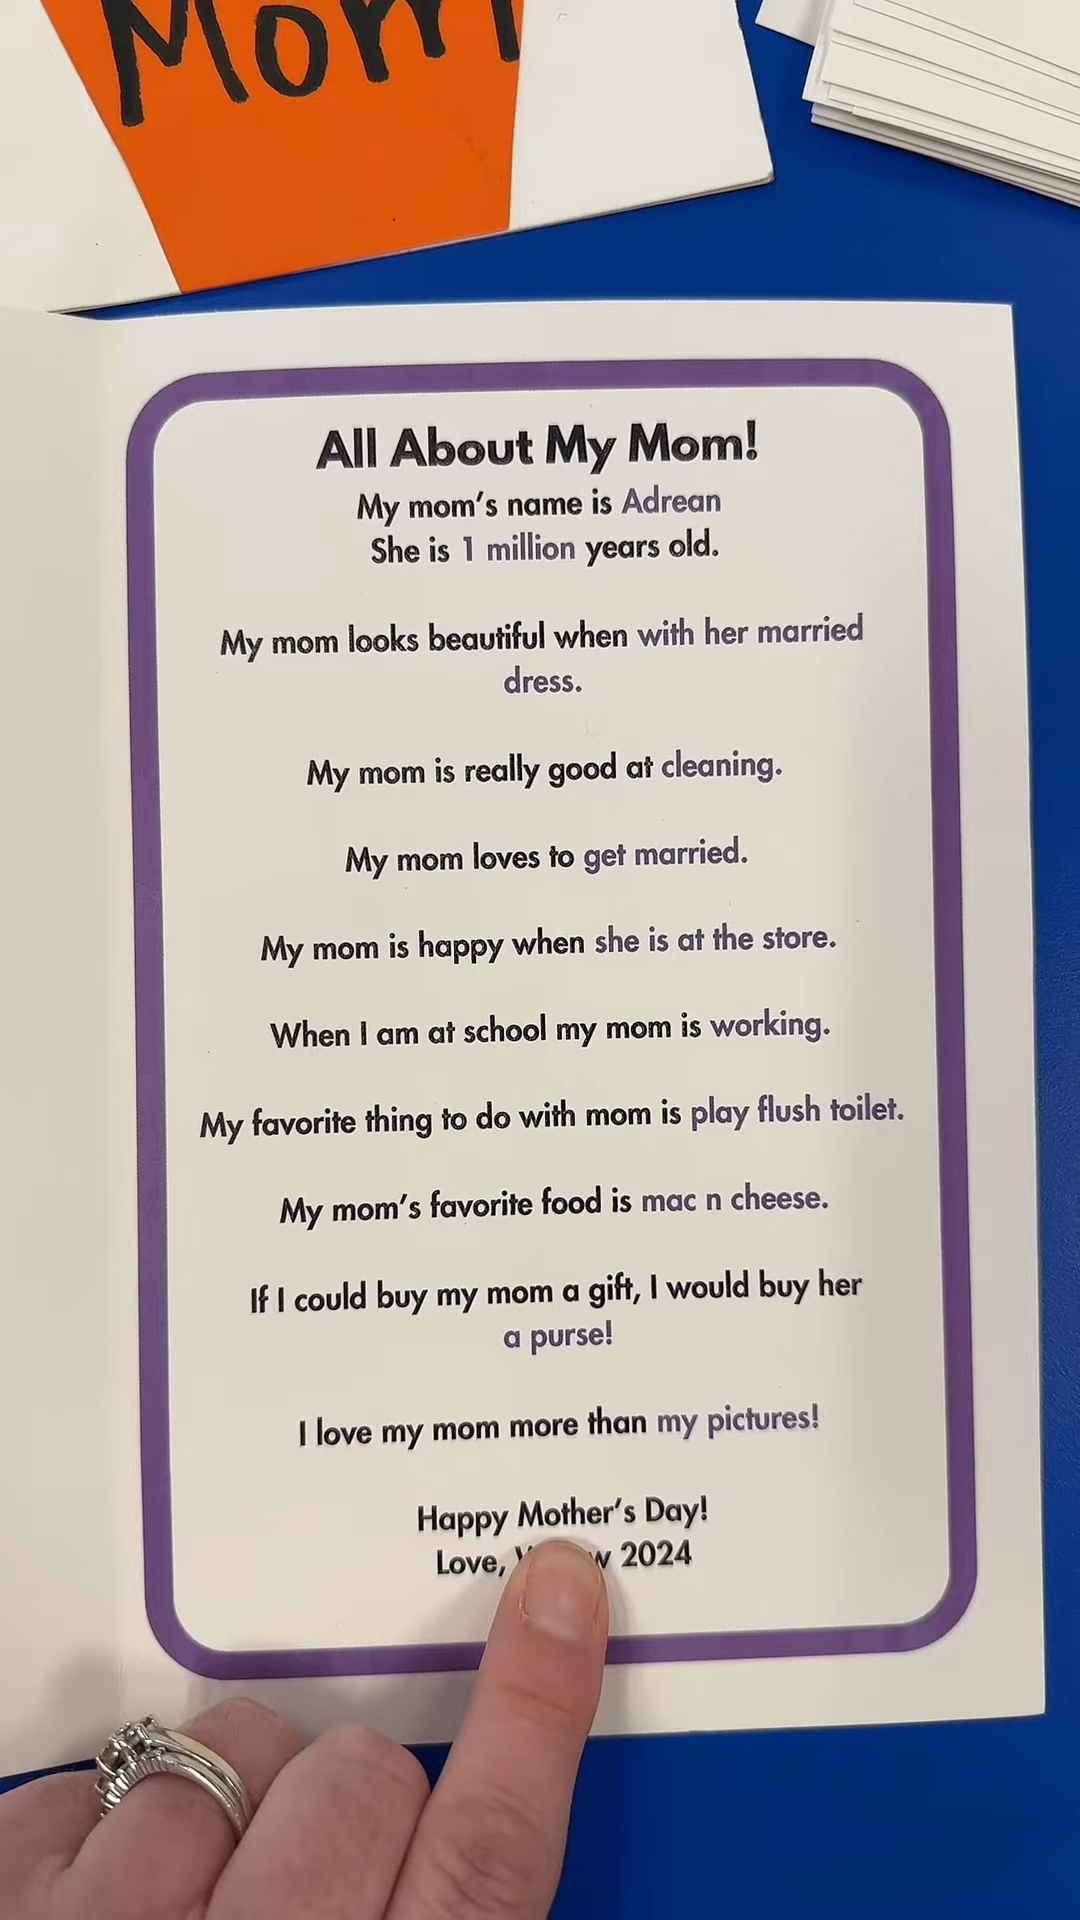 Mom
All About My Mom!
My mom's name is Adrean
She is 1 million years old.
My mom looks beautiful when with her married
dress.
My mom is really good at cleaning.
My mom loves to get married.
My mom is happy when she is at the store.
When I am at school my mom is working.
My favorite thing to do with mom is play flush toilet.
My mom's favorite food is mac n cheese.
If I could buy my mom a gift, I would buy her
a purse!
I love my mom more than my pictures!
Happy Mother's Day!
Love, 2024